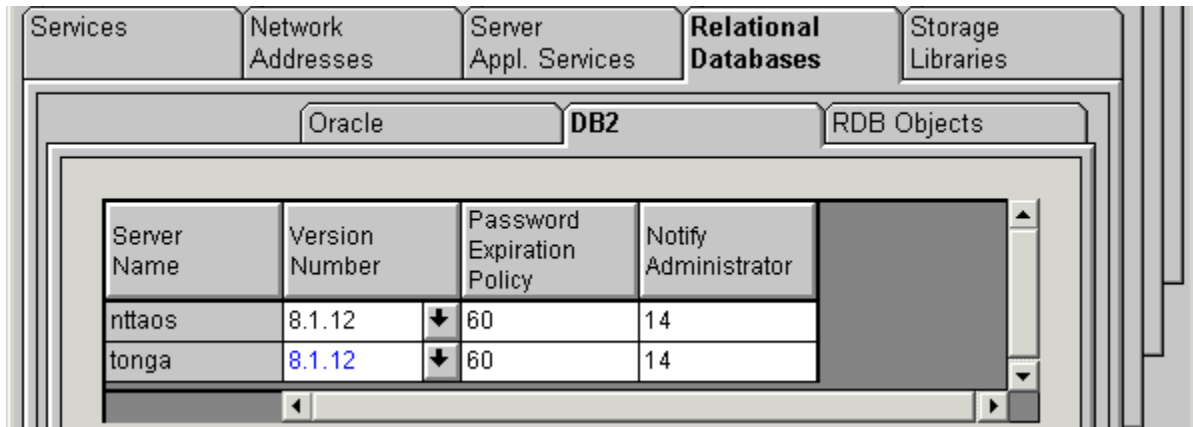 Services Network Server Relational Storage
Addresses Appl. Services Databases Libraries
Oracle DB2 RDB Objects
Server Name
Version Number
Password Expiration Policy
Notify Administrator
nttaos 8.1.12 60 14
tonga 8.1.12 60 14